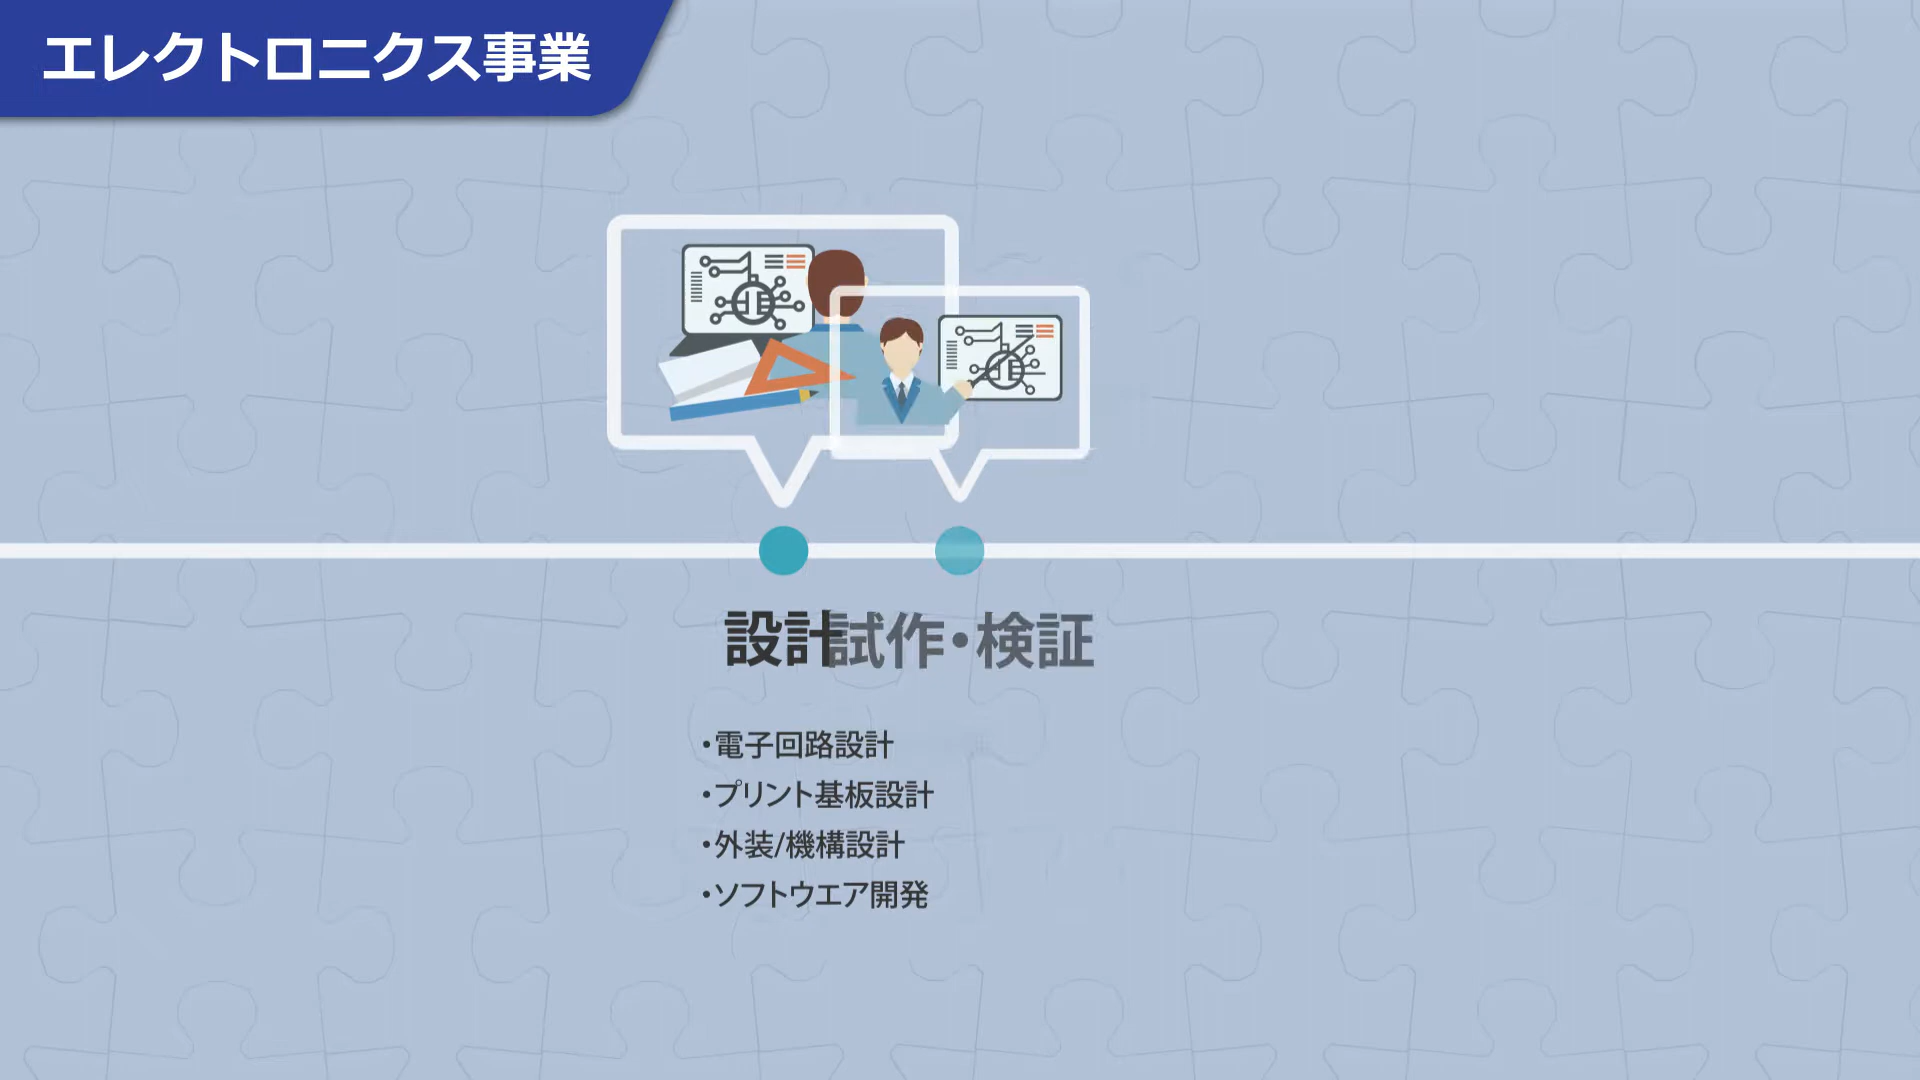 エレクトロニクス事業
設計
試作・検証
・電子回路設計
・プリント基板設計
・外装/機構設計
・ソフトウエア開発